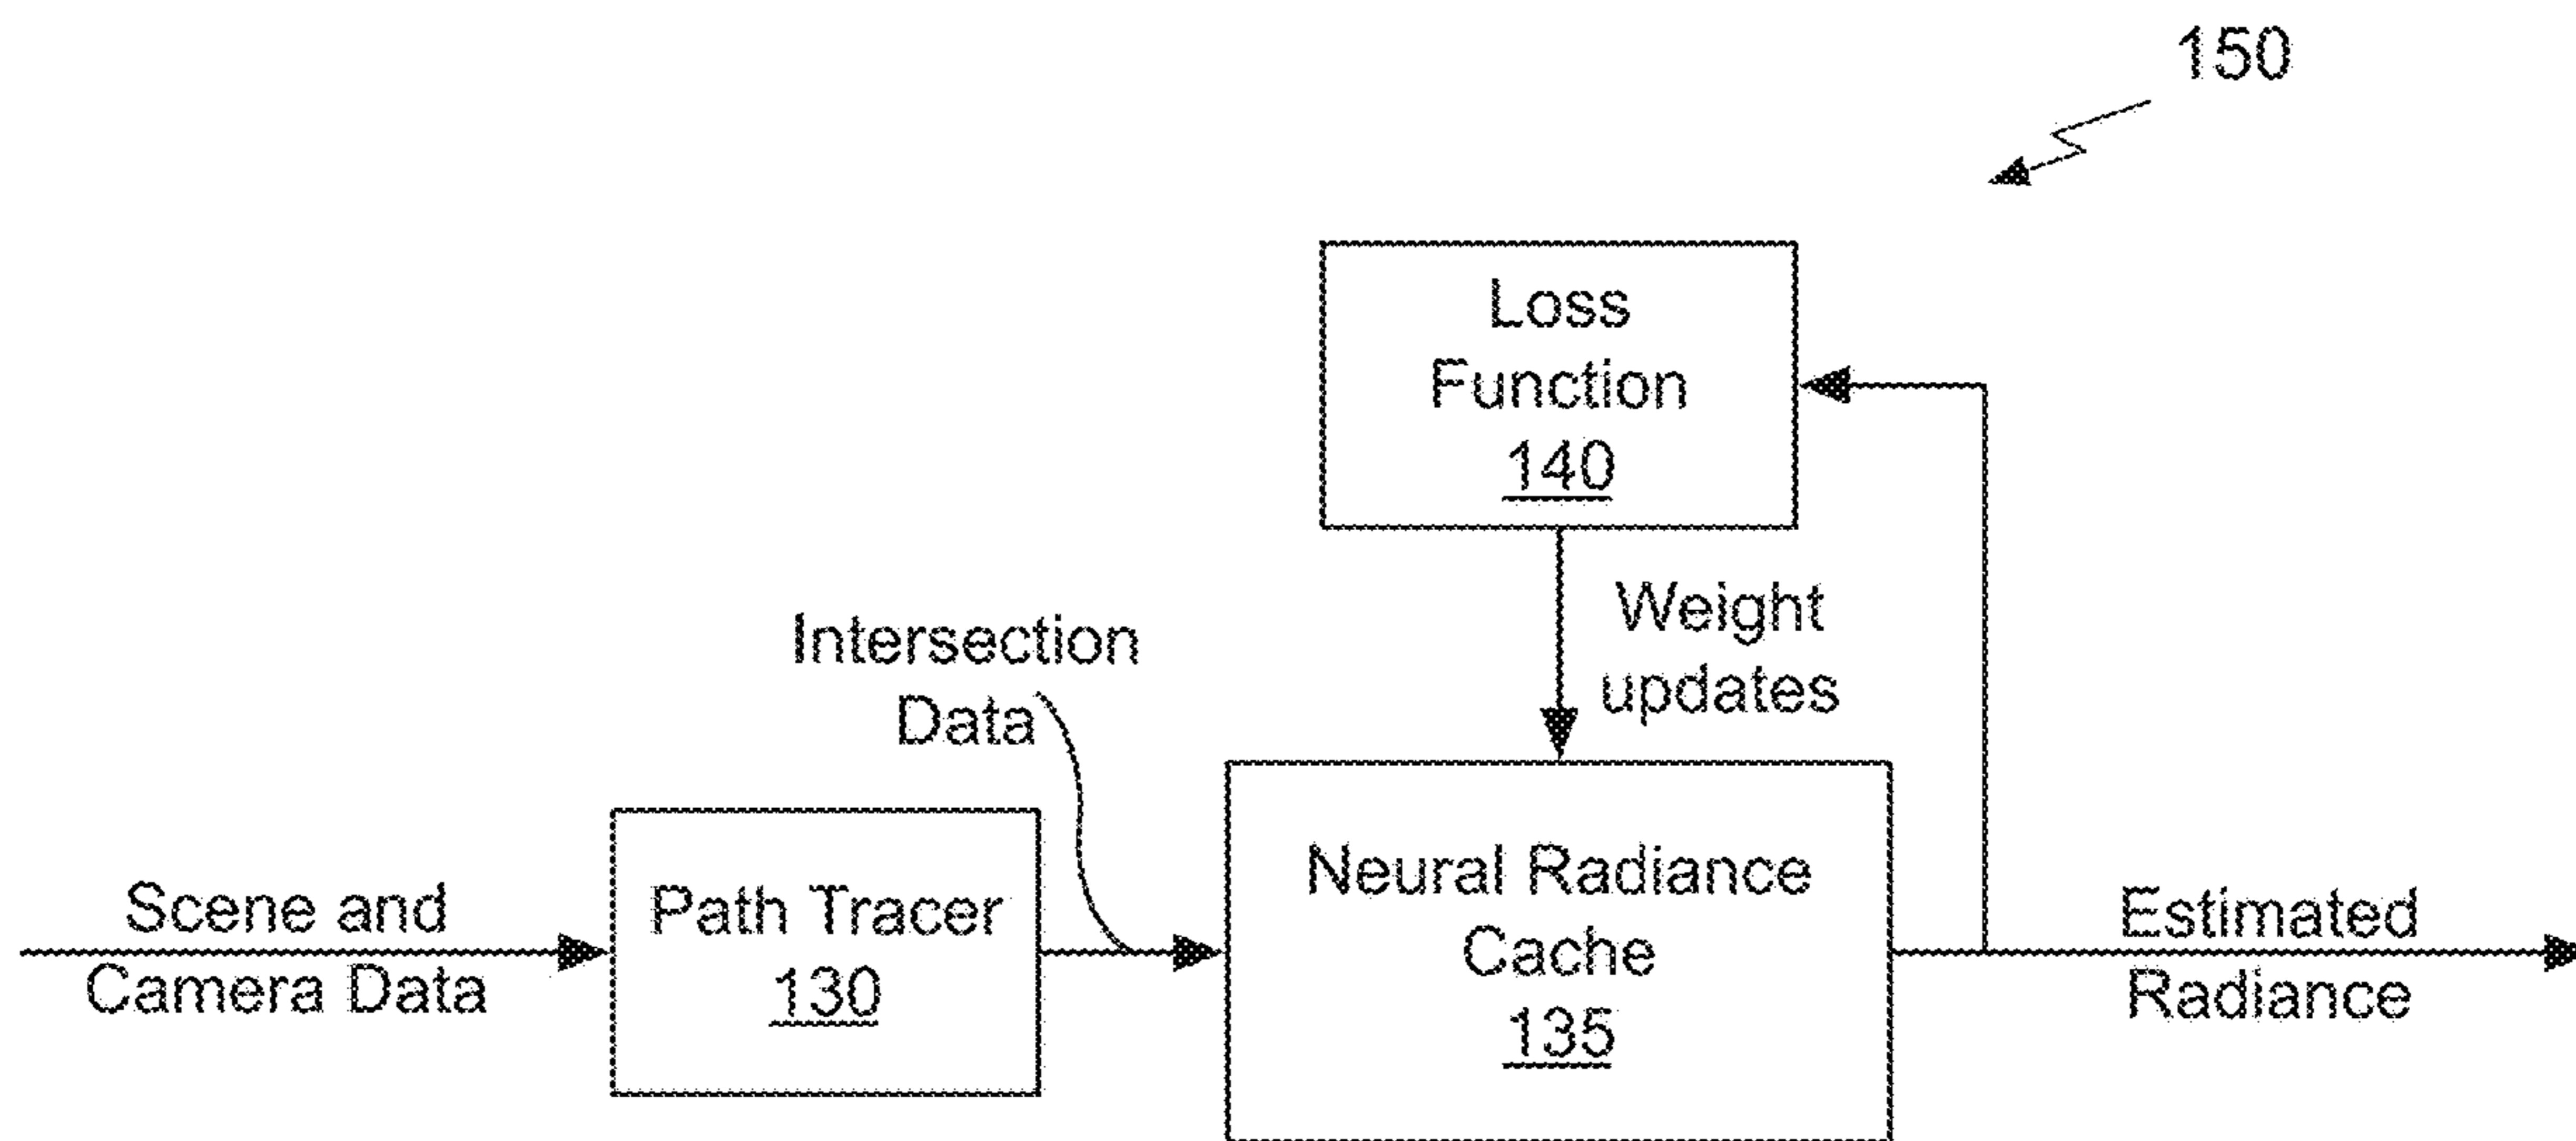 150
Loss
Function
140
Weight
updates
Intersection
Data
Scene and
Camera Data
Path Tracer
130
Neural Radiance
Cache
135
Estimated
Radiance